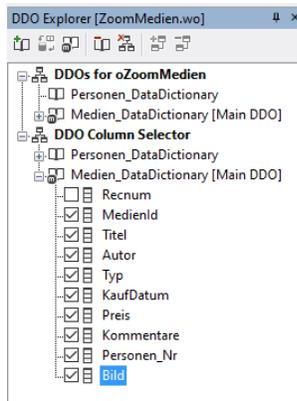 DDO Explorer [ZoomMedien.wo]
DDOs for oZoomMedien
Personen_DataDictionary
Medien_DataDictionary [Main DDO]
DDO Column Selector
Personen_DataDictionary
Medien_DataDictionary [Main DDO]
Recnum
MedienId
Titel
Autor
Typ
KaufDatum
Preis
Kommentare
Personen_Nr
Bild